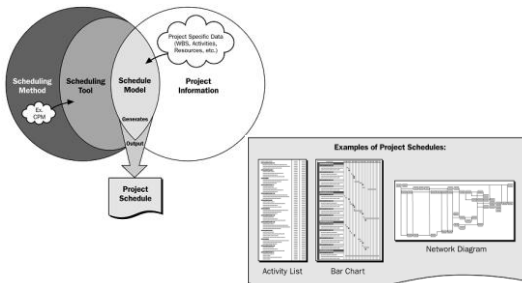 Project Specific Data
(WBS, Activities,
Resources, etc.)
Scheduling
Method
Scheduling
Tool
Schedule
Model
Project
Information
Ex.
CPM
Generates
Output
Project
Schedule
Examples of Project Schedules:
Activity List
Bar Chart
Network Diagram